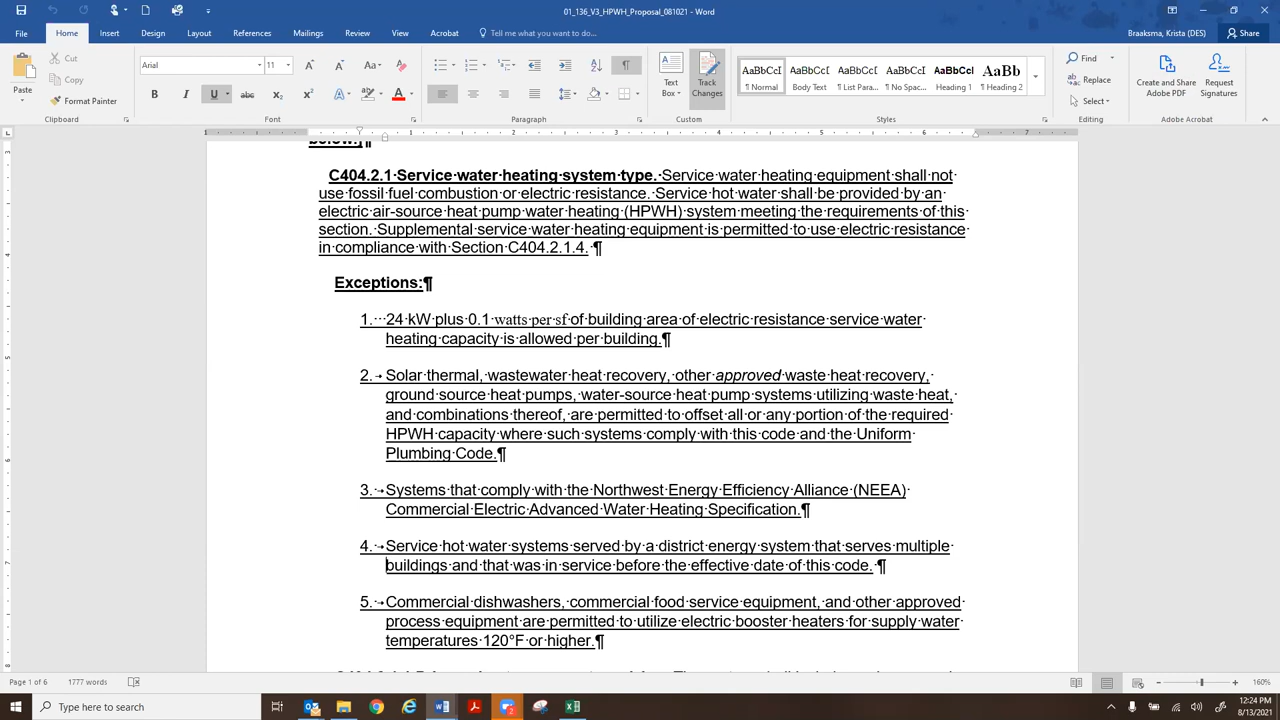 01_136_V3_HPWH_Proposal_081021 - Word
Braaksma, Krista (DES)
File Home Insert Design Layout References Mailings Review View Acrobat Tell me what you want to do... Share
Paste
Cut
Copy
Format Painter
Clipboard
Arial 11
Font
Paragraph
Text Box
Track Changes
Custom
AaBbCcI ¶ Normal
AaBbCcI Body Text
AaBbCcI ¶ List Para...
AaBbCcI ¶ No Spac...
AaBbCcI Heading 1
AaBb ¶ Heading 2
Styles
Find
Replace
Select
Editing
Create and Share Adobe PDF
Request Signatures
Adobe Acrobat
below.¶
C404.2.1 Service water heating system type. Service water heating equipment shall not
use fossil fuel combustion or electric resistance. Service hot water shall be provided by an
electric air-source heat pump water heating (HPWH) system meeting the requirements of this
section. Supplemental service water heating equipment is permitted to use electric resistance
in compliance with Section C404.2.1.4. ¶
Exceptions:¶
1. 24 kW plus 0.1 watts per sf of building area of electric resistance service water
heating capacity is allowed per building.¶
2. Solar thermal, wastewater heat recovery, other approved waste heat recovery,
ground source heat pumps, water-source heat pump systems utilizing waste heat,
and combinations thereof, are permitted to offset all or any portion of the required
HPWH capacity where such systems comply with this code and the Uniform
Plumbing Code.¶
3. Systems that comply with the Northwest Energy Efficiency Alliance (NEEA)
Commercial Electric Advanced Water Heating Specification.¶
4. Service hot water systems served by a district energy system that serves multiple
buildings and that was in service before the effective date of this code. ¶
5. Commercial dishwashers, commercial food service equipment, and other approved
process equipment are permitted to utilize electric booster heaters for supply water
temperatures 120°F or higher.¶
Page 1 of 6 1777 words 160%
Type here to search
12:24 PM
8/13/2021